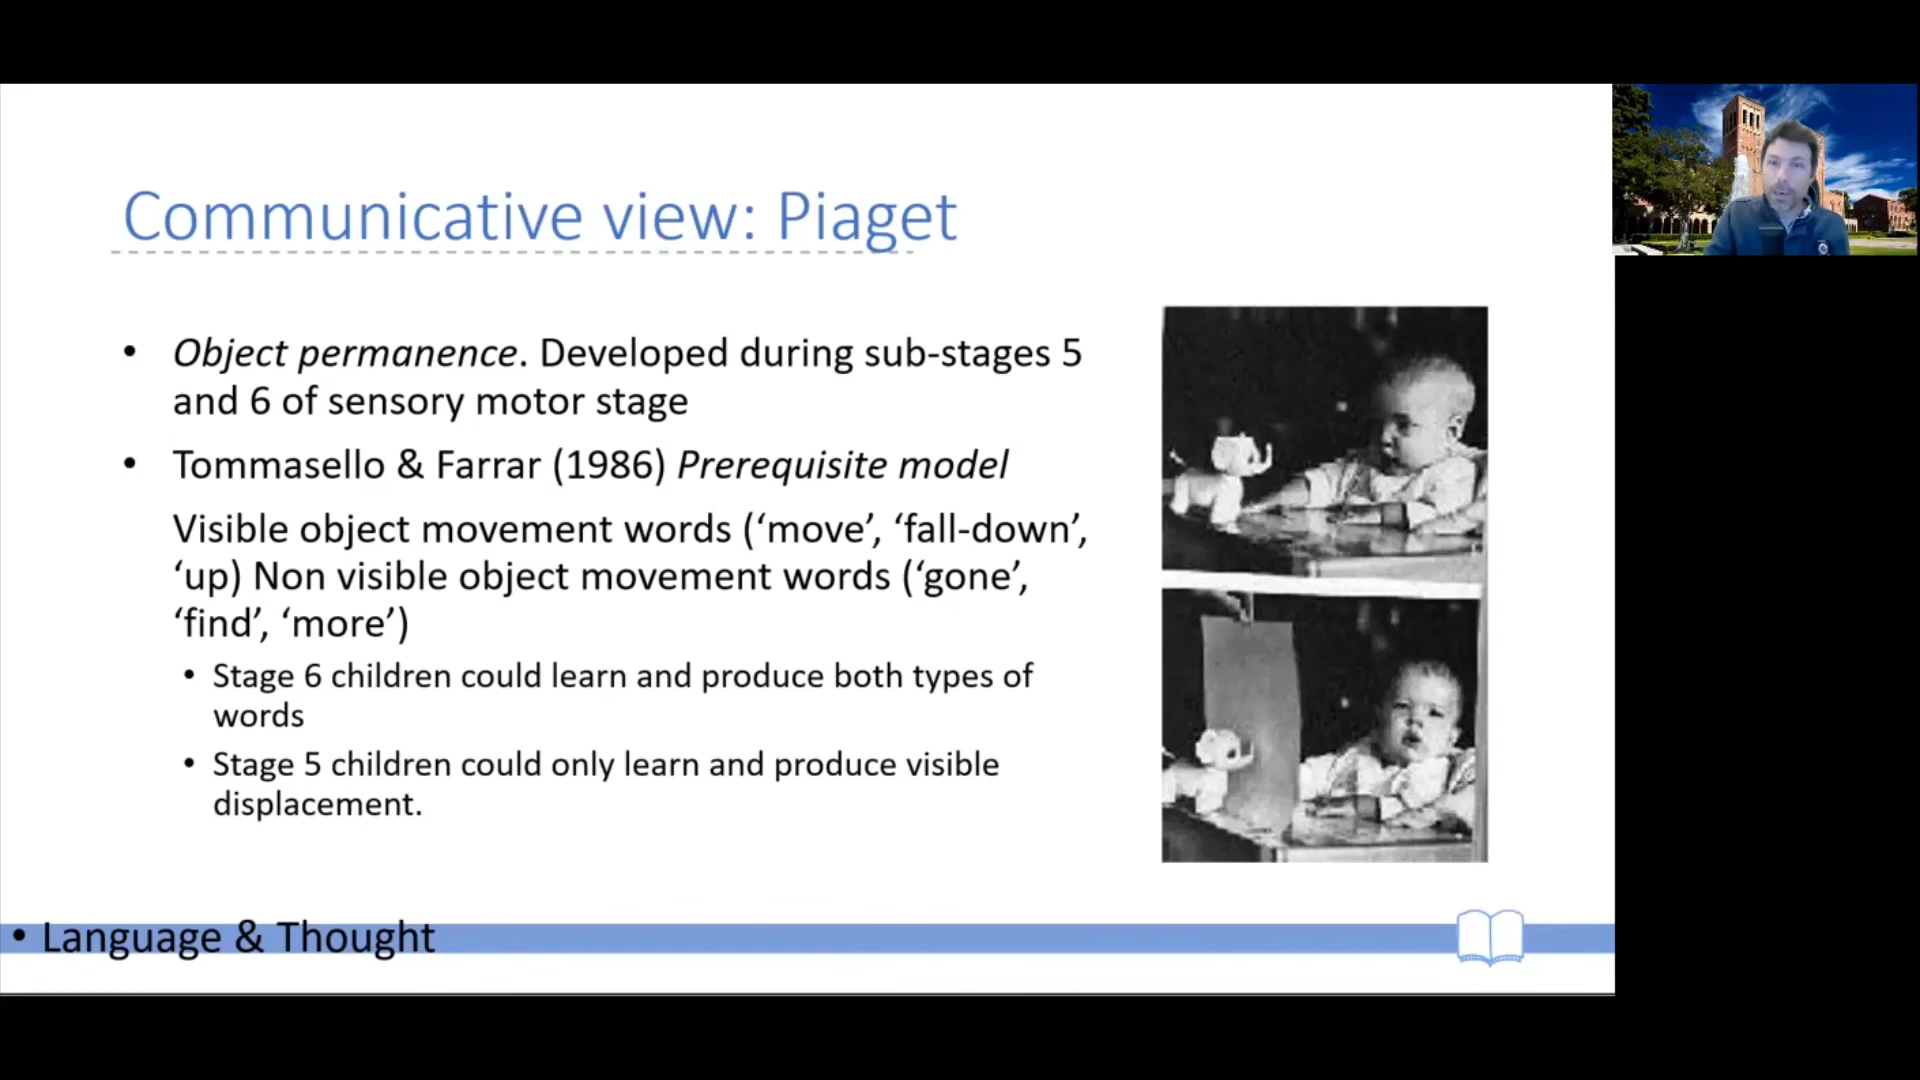 Communicative view: Piaget
• Object permanence. Developed during sub-stages 5
and 6 of sensory motor stage
• Tommasello & Farrar (1986) Prerequisite model
Visible object movement words (‘move’, ‘fall-down’,
‘up) Non visible object movement words (‘gone’,
‘find’, ‘more’)
• Stage 6 children could learn and produce both types of
words
• Stage 5 children could only learn and produce visible
displacement.
• Language & Thought